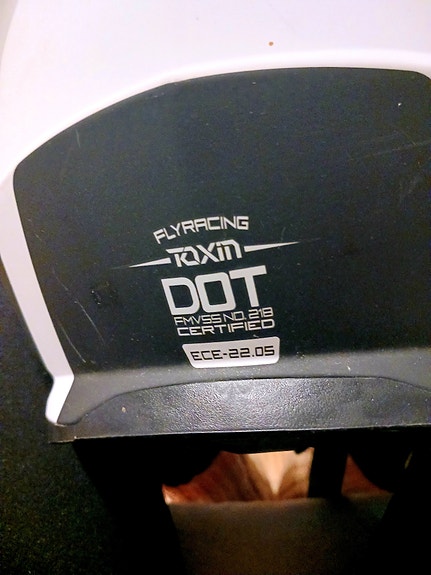 FLYRACING
TOXIN
DOT
FMVSS NO. 218
CERTIFIED
ECE-22.05